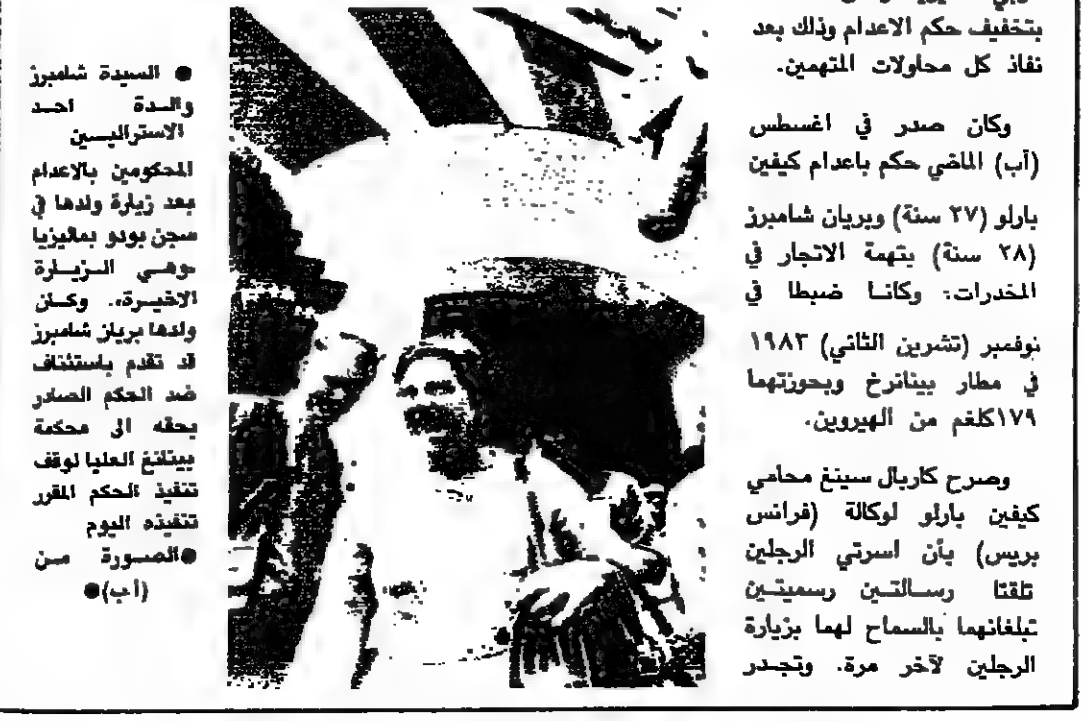 بتخفيف حكم الاعدام وذلك بعد
نفاذ كل محاولات المتهمين.
وكان صدر في اغسطس
(آب) الماضي حكم باعدام كيفين
بارلو (٢٧ سنة) وبريان شامبرز
(٢٨ سنة) بتهمة الاتجار في
المخدرات: وكانا ضبطا في
نوفمبر (تشرين الثاني) ١٩٨٣
في مطار بيناترخ وبحوزتهما
١٧٩كلغم من الهيروين.
وصرح كاربال سينغ محامي
كيفين بارلو لوكالة (فرانس
بريس) بأن اسرتي الرجلين
تلقتا رسالتين رسميتين
تبلغانهما بالسماح لهما بزيارة
الرجلين لآخر مرة. وتجدر
● السيدة شامبرز
والدة احد
الاستراليين
المحكومين بالاعدام
بعد زيارة ولدها في
سجن بودو بماليزيا
«وهي الزيارة
الاخيرة». وكان
ولدها بريان شامبرز
قد تقدم باستئناف
ضد الحكم الصادر
بحقه الى محكمة
بيتانغ العليا لوقف
تنفيذ الحكم المقرر
تنفيذه اليوم
●الصورة من
(أب)●